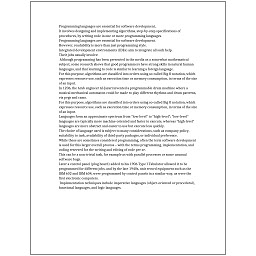 Programming languages are essential for software development.
It involves designing and implementing algorithms, step-by-step specifications of
procedures, by writing code in one or more programming languages.
Programming languages are essential for software development.
However, readability is more than just programming style.
Integrated development environments (IDEs) aim to integrate all such help.
Their jobs usually involve:
Although programming has been presented in the media as a somewhat mathematical
subject, some research shows that good programmers have strong skills in natural human
languages, and that learning to code is similar to learning a foreign language.
For this purpose, algorithms are classified into orders using so-called Big O notation, which
expresses resource use, such as execution time or memory consumption, in terms of the size
of an input.
In 1206, the Arab engineer Al-Jazari invented a programmable drum machine where a
musical mechanical automaton could be made to play different rhythms and drum patterns,
via pegs and cams.
For this purpose, algorithms are classified into orders using so-called Big O notation, which
expresses resource use, such as execution time or memory consumption, in terms of the size
of an input.
Languages form an approximate spectrum from "low-level" to "high-level"; "low-level"
languages are typically more machine-oriented and faster to execute, whereas "high-level"
languages are more abstract and easier to use but execute less quickly.
The choice of language used is subject to many considerations, such as company policy,
suitability to task, availability of third-party packages, or individual preference.
While these are sometimes considered programming, often the term software development
is used for this larger overall process – with the terms programming, implementation, and
coding reserved for the writing and editing of code per se.
This can be a non-trivial task, for example as with parallel processes or some unusual
software bugs.
Later a control panel (plug board) added to his 1906 Type I Tabulator allowed it to be
programmed for different jobs, and by the late 1940s, unit record equipment such as the
IBM 602 and IBM 604, were programmed by control panels in a similar way, as were the
first electronic computers.
Implementation techniques include imperative languages (object-oriented or procedural),
functional languages, and logic languages.